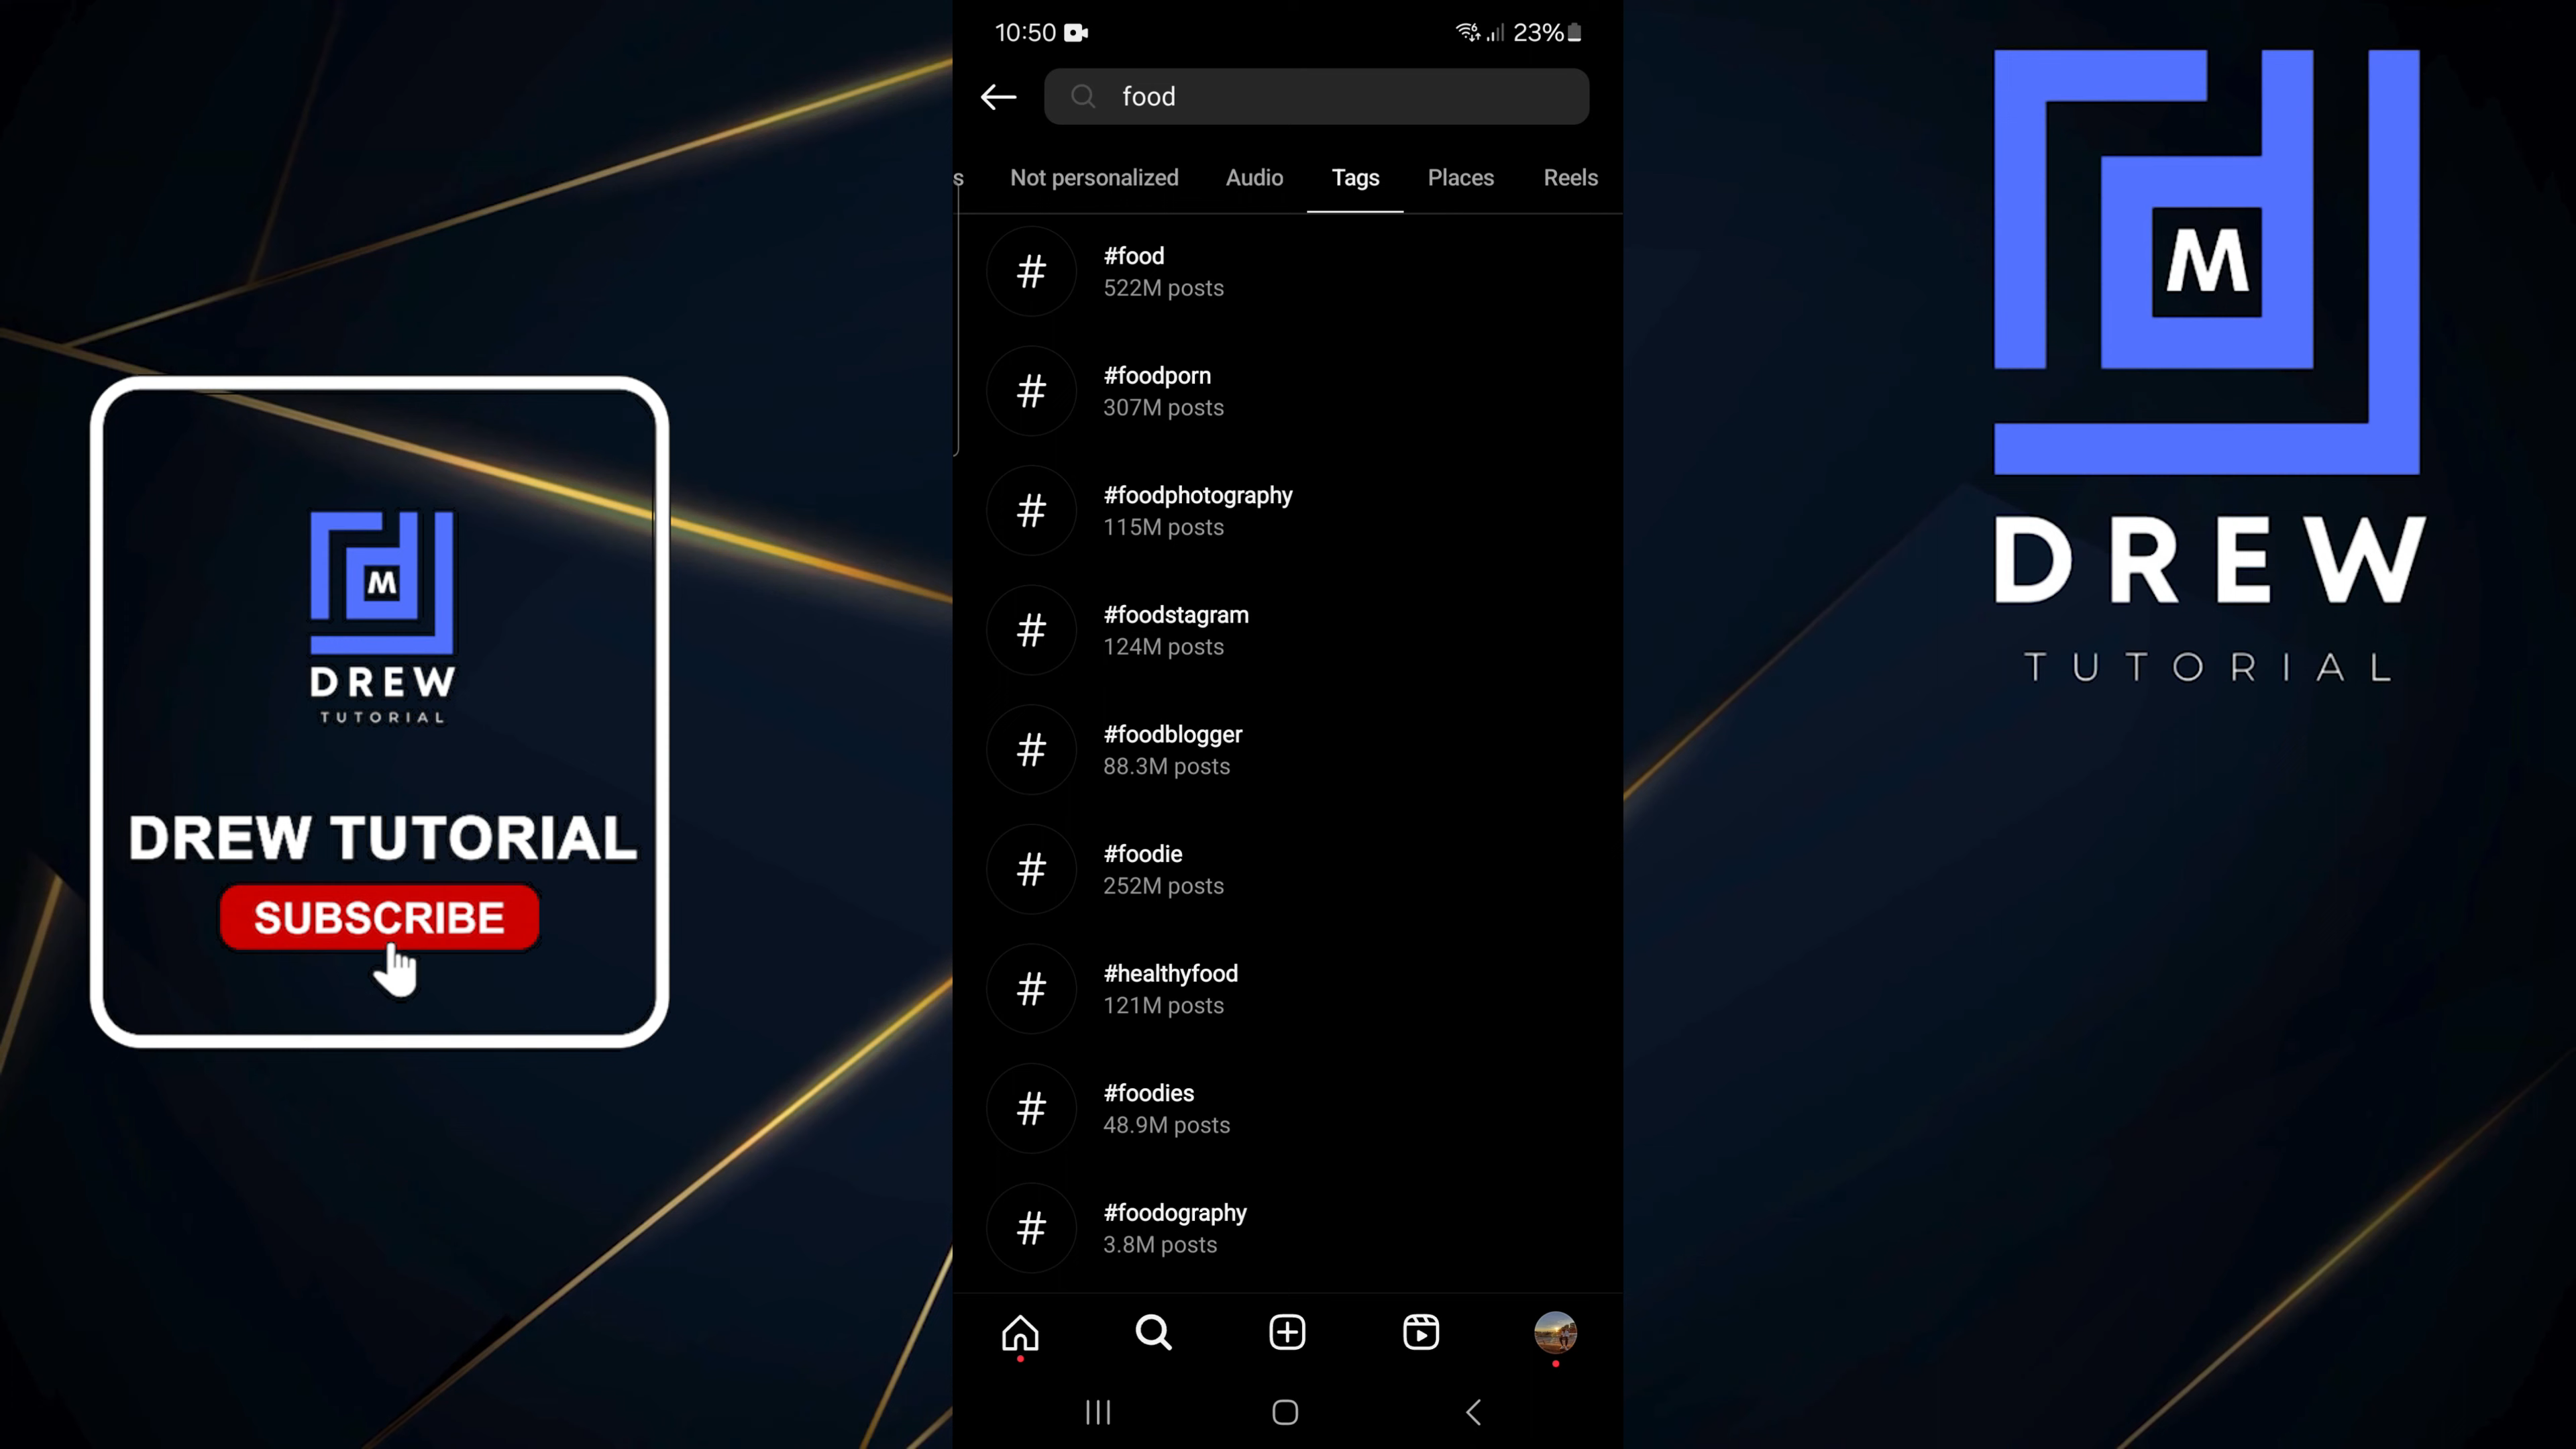 10:50
23%
food
s
Not personalized
Audio
Tags
Places
Reels
#food
522M posts
#foodporn
307M posts
#foodphotography
115M posts
#foodstagram
124M posts
#foodblogger
88.3M posts
#foodie
252M posts
#healthyfood
121M posts
#foodies
48.9M posts
#foodography
3.8M posts
M
DREW
TUTORIAL
DREW TUTORIAL
SUBSCRIBE
M
DREW
TUTORIAL